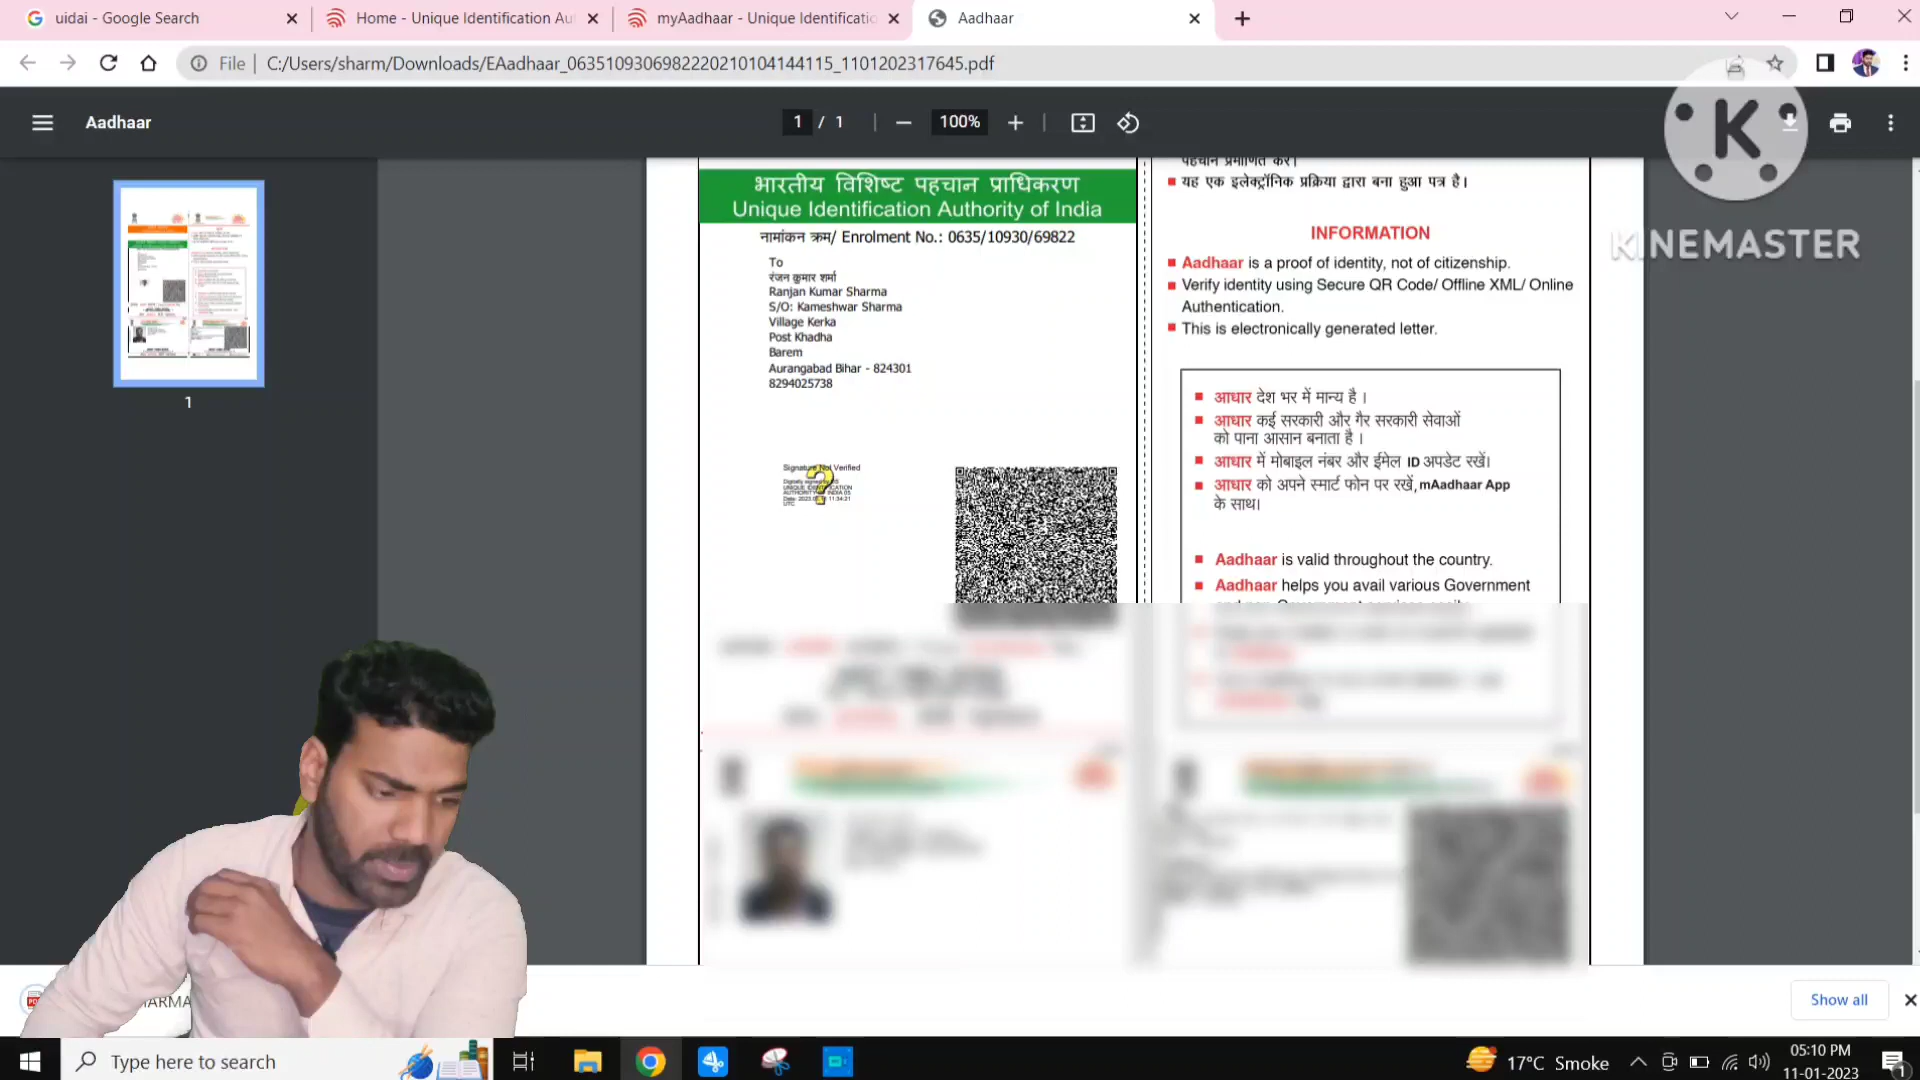 uidai - Google Search
Home - Unique Identification Au
myAadhaar - Unique Identificatio
Aadhaar
File
C:/Users/sharm/Downloads/EAadhaar_0635109306982220210104144115_1101202317645.pdf
Aadhaar
1 / 1
100%
KINEMASTER
1
भारतीय विशिष्ट पहचान प्राधिकरण
Unique Identification Authority of India
नामांकन क्रम/ Enrolment No.: 0635/10930/69822
To
रंजन कुमार शर्मा
Ranjan Kumar Sharma
S/O: Kameshwar Sharma
Village Kerka
Post Khadha
Barem
Aurangabad Bihar - 824301
8294025738
Signature Not Verified
पहचान प्रमाणित करें।
यह एक इलेक्ट्रॉनिक प्रक्रिया द्वारा बना हुआ पत्र है।
INFORMATION
Aadhaar is a proof of identity, not of citizenship.
Verify identity using Secure QR Code/ Offline XML/ Online
Authentication.
This is electronically generated letter.
आधार देश भर में मान्य है ।
आधार कई सरकारी और गैर सरकारी सेवाओं
को पाना आसान बनाता है ।
आधार में मोबाइल नंबर और ईमेल ID अपडेट रखें।
आधार को अपने स्मार्ट फोन पर रखें, mAadhaar App
के साथ।
Aadhaar is valid throughout the country.
Aadhaar helps you avail various Government
Show all
Type here to search
17°C Smoke
05:10 PM
11-01-2023